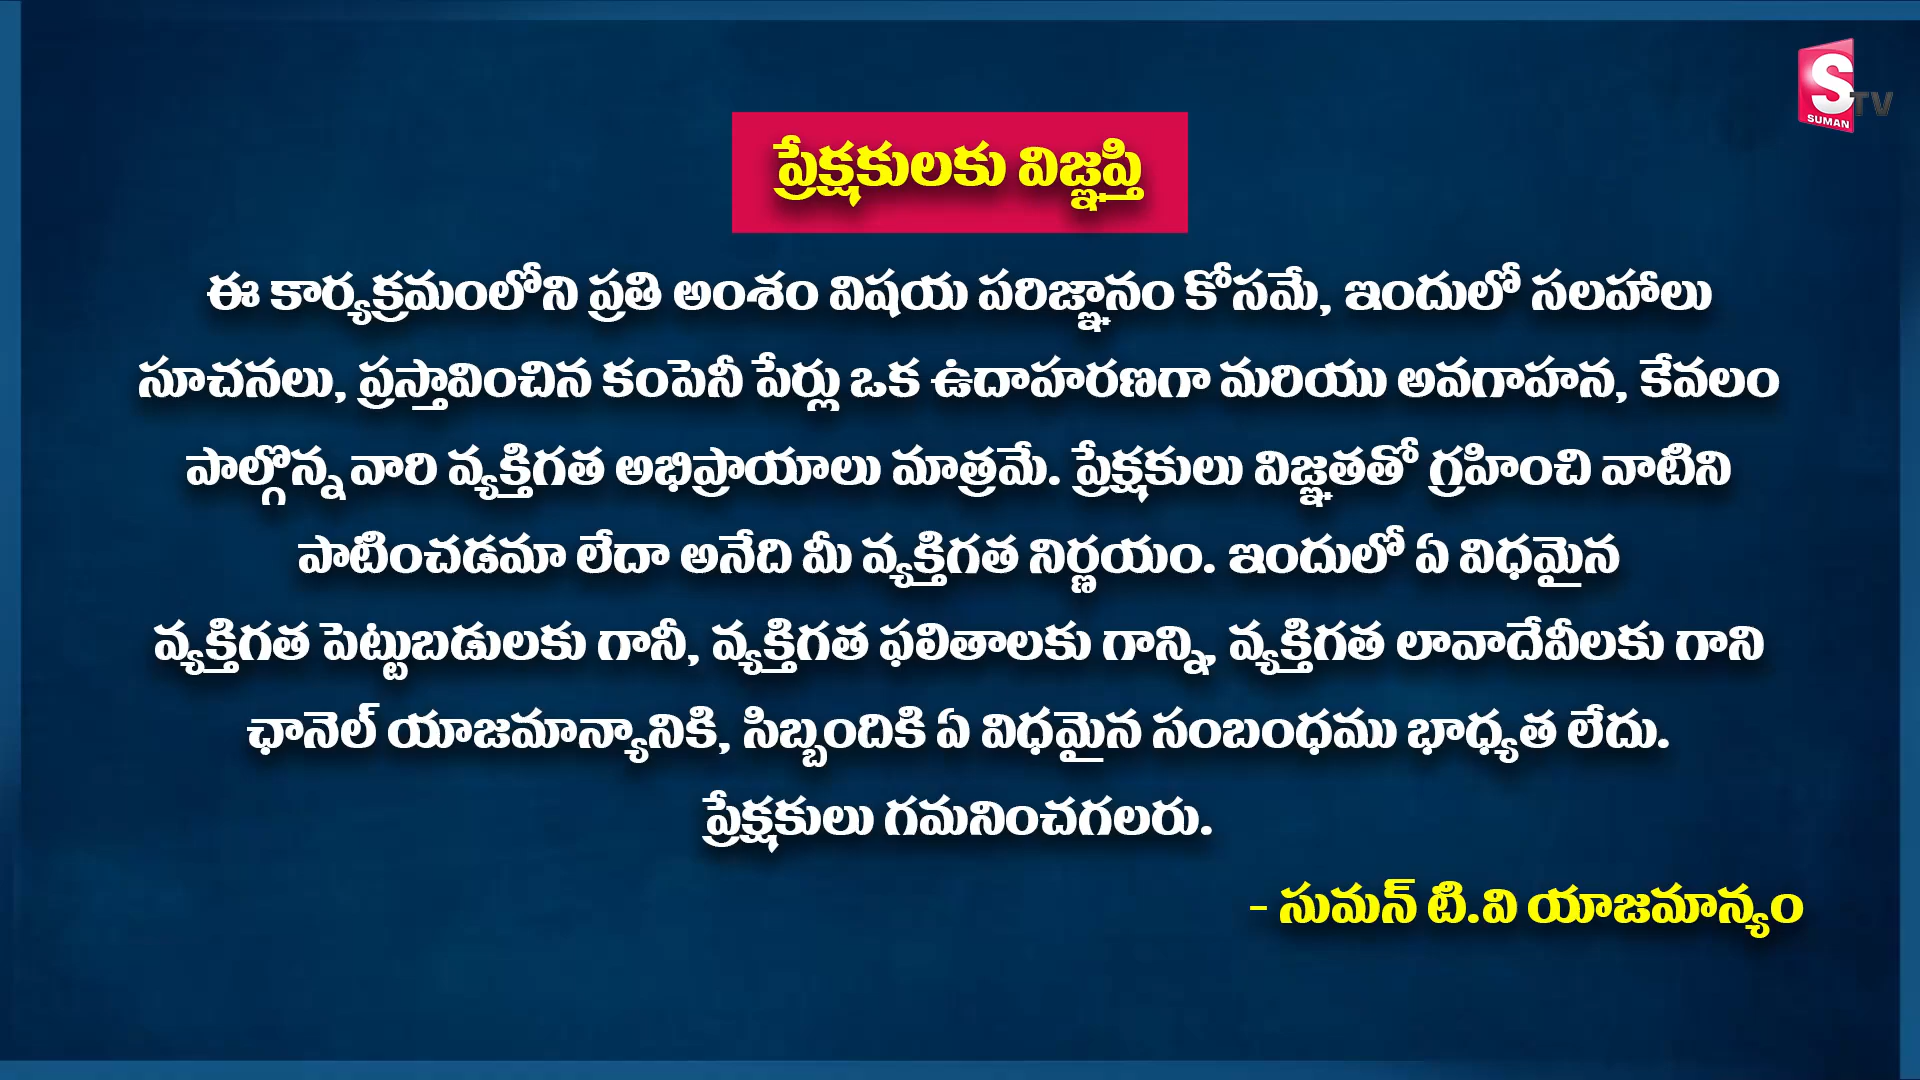 S
SUMAN
TV
ప్రేక్షకులకు విజ్ఞప్తి
ఈ కార్యక్రమంలోని ప్రతి అంశం విషయ పరిజ్ఞానం కోసమే, ఇందులో సలహాలు
సూచనలు, ప్రస్తావించిన కంపెనీ పేర్లు ఒక ఉదాహరణగా మరియు అవగాహన, కేవలం
పాల్గొన్న వారి వ్యక్తిగత అభిప్రాయాలు మాత్రమే. ప్రేక్షకులు విజ్ఞతతో గ్రహించి వాటిని
పాటించడమా లేదా అనేది మీ వ్యక్తిగత నిర్ణయం. ఇందులో ఏ విధమైన
వ్యక్తిగత పెట్టుబడులకు గానీ, వ్యక్తిగత ఫలితాలకు గాన్ని, వ్యక్తిగత లావాదేవీలకు గాని
ఛానెల్ యాజమాన్యానికి, సిబ్బందికి ఏ విధమైన సంబంధము భాధ్యత లేదు.
ప్రేక్షకులు గమనించగలరు.
- సుమన్ టి.వి యాజమాన్యం